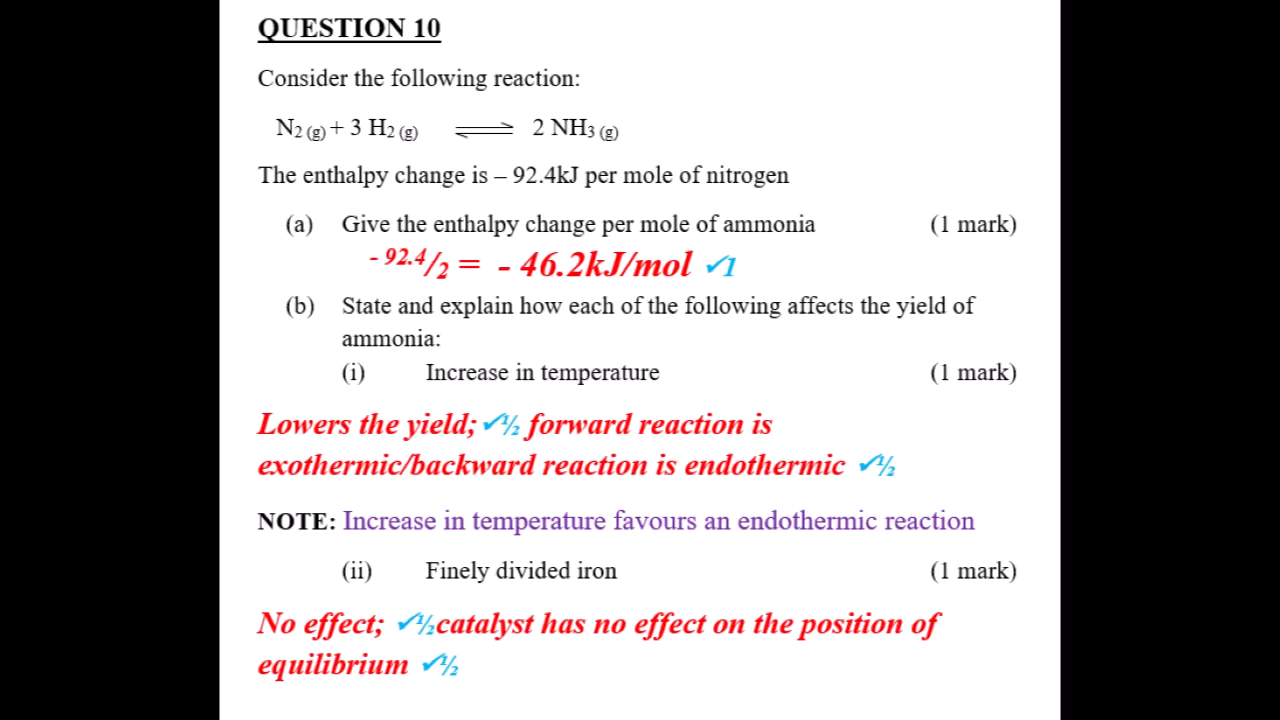 QUESTION 10
Consider the following reaction:
N2 (g) + 3 H2 (g) ⇌ 2 NH3 (g)
The enthalpy change is – 92.4kJ per mole of nitrogen
(a) Give the enthalpy change per mole of ammonia (1 mark)
- 92.4/2 = - 46.2kJ/mol ✓1
(b) State and explain how each of the following affects the yield of
ammonia:
(i) Increase in temperature (1 mark)
Lowers the yield; ✓½ forward reaction is
exothermic/backward reaction is endothermic ✓½
NOTE: Increase in temperature favours an endothermic reaction
(ii) Finely divided iron (1 mark)
No effect; ✓½catalyst has no effect on the position of
equilibrium ✓½